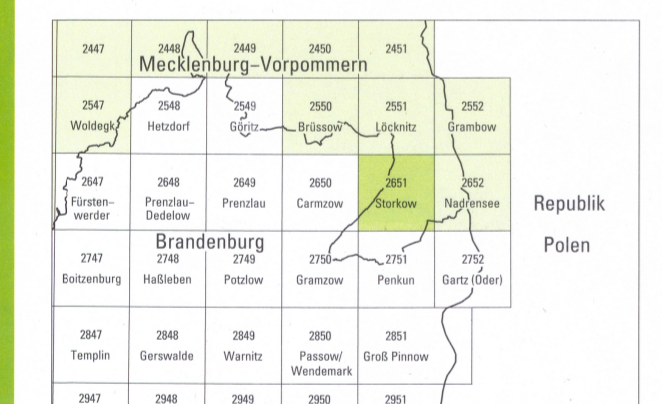 2447 2448 2449 2450 2451
Mecklenburg–Vorpommern
2547 2548 2549 2550 2551 2552
Woldegk Hetzdorf Göritz Brüssow Löcknitz Grambow
2647 2648 2649 2650 2651 2652
Fürsten– Prenzlau– Prenzlau Carmzow Storkow Nadrensee
werder Dedelow
Republik
Polen
Brandenburg
2747 2748 2749 2750 2751 2752
Boitzenburg Haßleben Potzlow Gramzow Penkun Gartz (Oder)
2847 2848 2849 2850 2851
Templin Gerswalde Warnitz Passow/ Groß Pinnow
Wendemark
2947 2948 2949 2950 2951